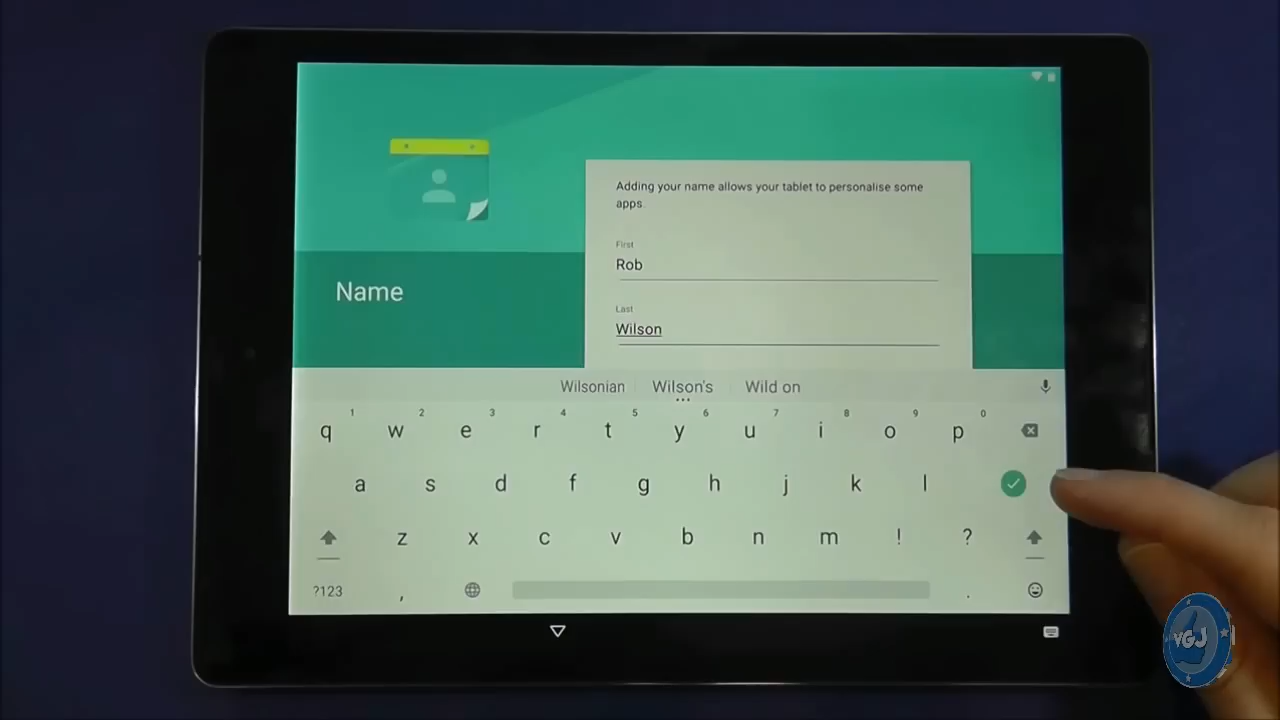 Adding your name allows your tablet to personalise some
apps.
First
Rob
Name
Last
Wilson
Wilsonian Wilson's Wild on
1 2 3 4 5 6 7 8 9 0
q w e r t y u i o p
a s d f g h j k l
z x c v b n m ! ?
?123 , .
YGJ